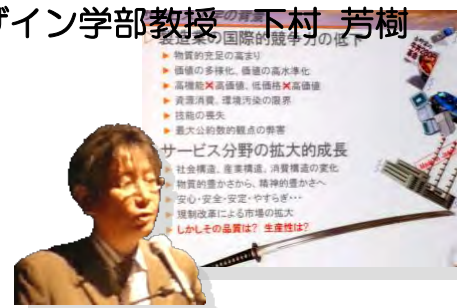 ザイン学部教授　下村 芳樹
の背景
製造業の国際的競争力の低下
▶ 物質的充足の高まり
▶ 価値の多様化、価値の高水準化
▶ 高機能✕高価値、低価格✕高価値
▶ 資源消費、環境汚染の限界
▶ 技能の喪失
▶ 最大公約数的観点の弊害
サービス分野の拡大的成長
▶ 社会構造、産業構造、消費構造の変化
▶ 物質的豊かさから、精神的豊かさへ
▶ 安心・安全・安定・やすらぎ・・・
▶ 規制改革による市場の拡大
▶ しかしその品質は？ 生産性は？